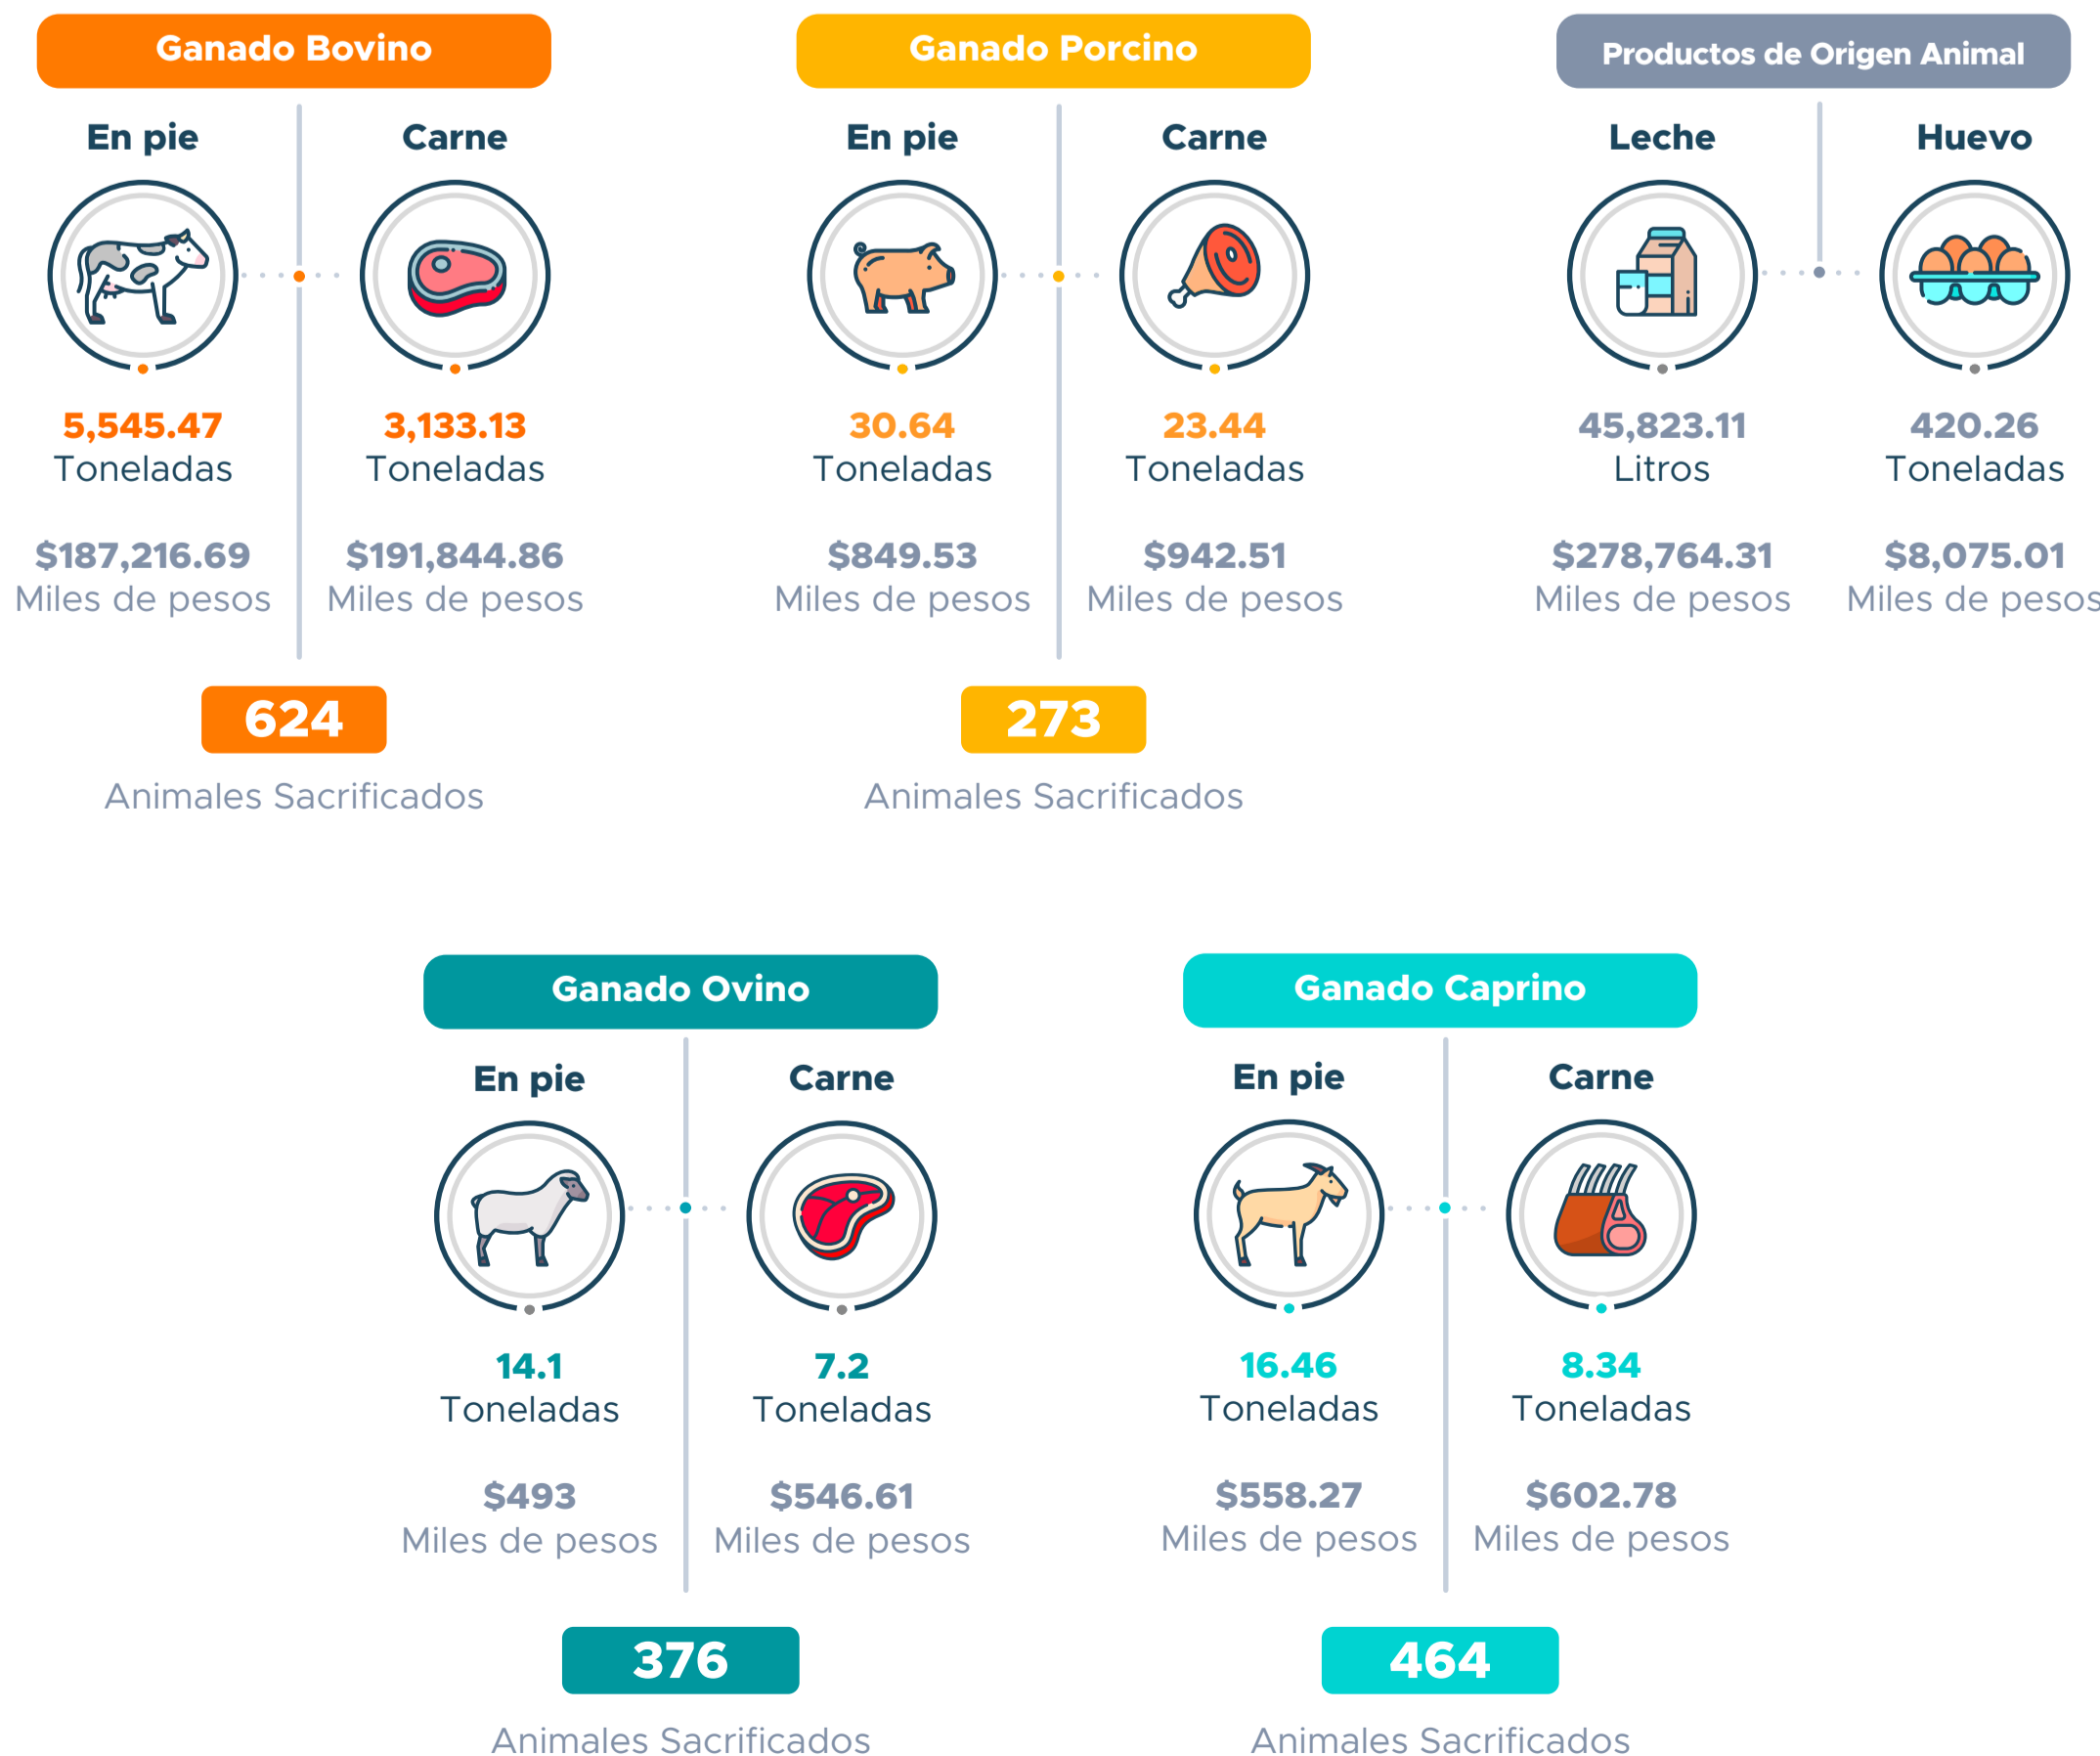 Ganado Bovino
En pie
Carne
5,545.47
Toneladas
3,133.13
Toneladas
$187,216.69
Miles de pesos
$191,844.86
Miles de pesos
624
Animales Sacrificados
Ganado Porcino
En pie
Carne
30.64
Toneladas
23.44
Toneladas
$849.53
Miles de pesos
$942.51
Miles de pesos
273
Animales Sacrificados
Productos de Origen Animal
Leche
Huevo
45,823.11
Litros
420.26
Toneladas
$278,764.31
Miles de pesos
$8,075.01
Miles de pesos
Ganado Ovino
En pie
Carne
14.1
Toneladas
7.2
Toneladas
$493
Miles de pesos
$546.61
Miles de pesos
376
Animales Sacrificados
Ganado Caprino
En pie
Carne
16.46
Toneladas
8.34
Toneladas
$558.27
Miles de pesos
$602.78
Miles de pesos
464
Animales Sacrificados